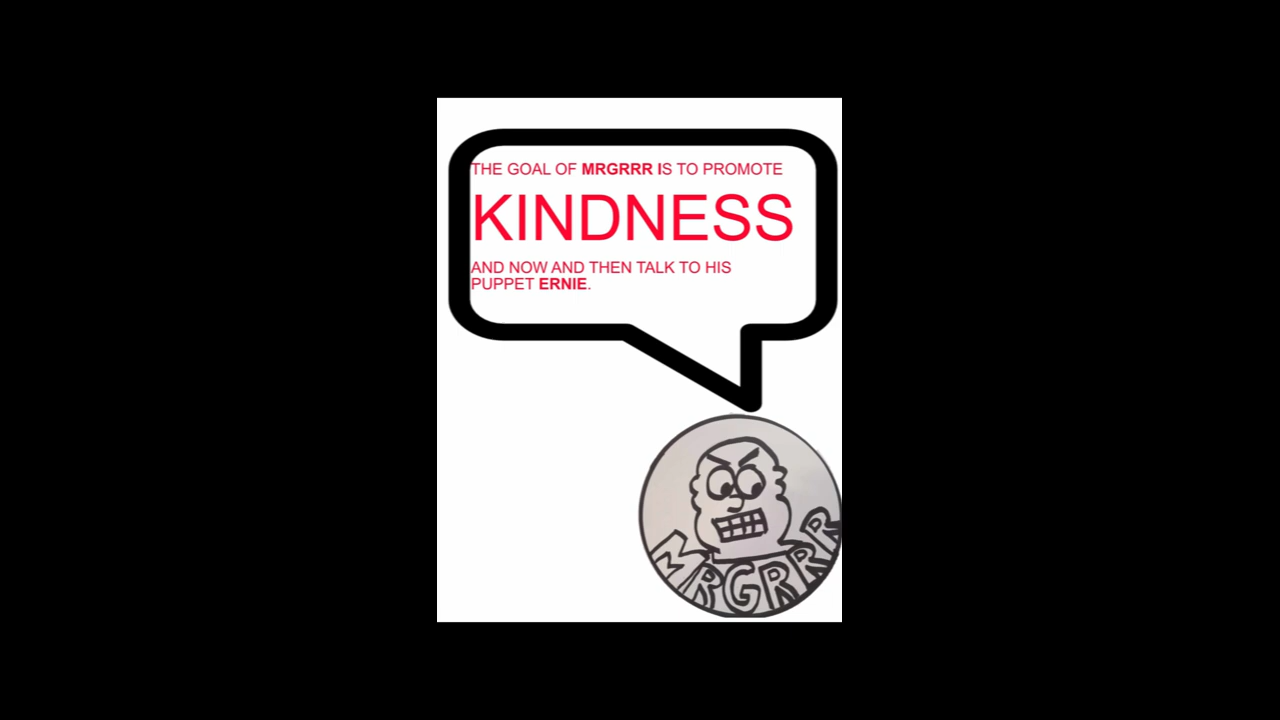 THE GOAL OF MRGRRR IS TO PROMOTE
KINDNESS
AND NOW AND THEN TALK TO HIS
PUPPET ERNIE.
MRGRRR